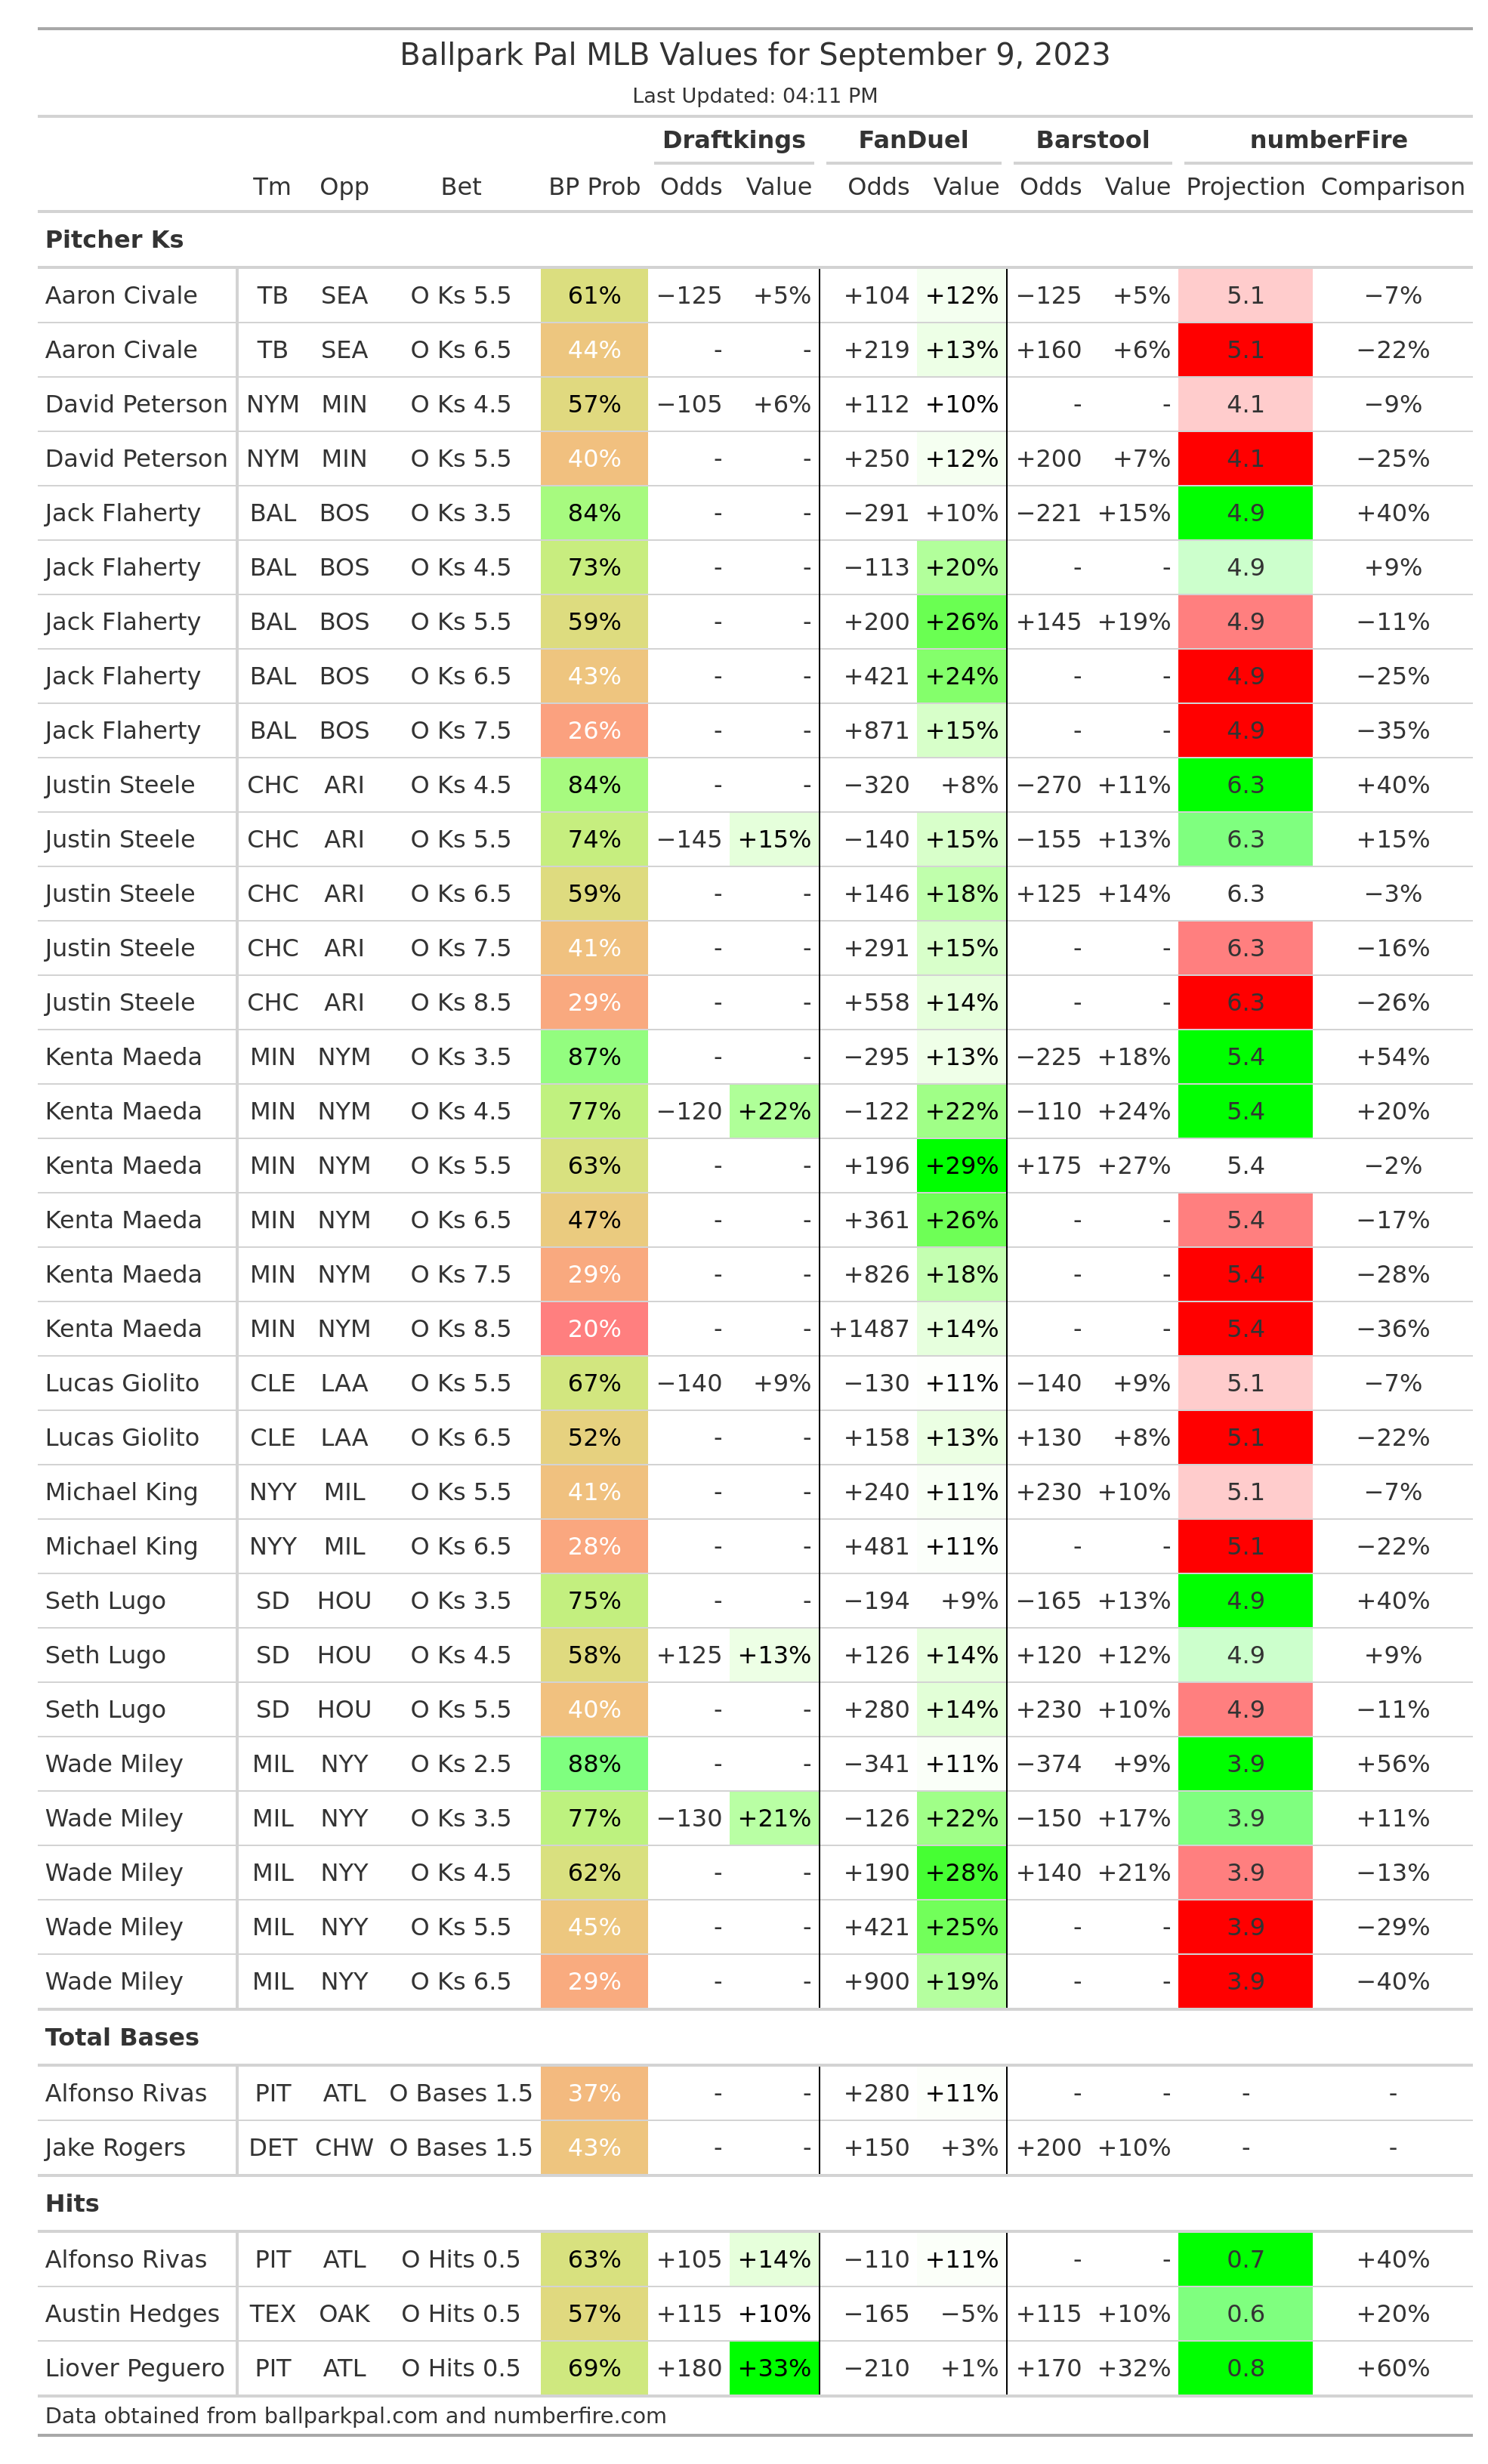 Ballpark Pal MLB Values for September 9, 2023
Last Updated: 04:11 PM
Draftkings FanDuel Barstool numberFire
Tm Opp Bet BP Prob Odds Value Odds Value Odds Value Projection Comparison
Pitcher Ks
Aaron Civale TB SEA O Ks 5.5 61% −125 +5% +104 +12% −125 +5% 5.1 −7%
Aaron Civale TB SEA O Ks 6.5 44% - - +219 +13% +160 +6% 5.1 −22%
David Peterson NYM MIN O Ks 4.5 57% −105 +6% +112 +10% - - 4.1 −9%
David Peterson NYM MIN O Ks 5.5 40% - - +250 +12% +200 +7% 4.1 −25%
Jack Flaherty BAL BOS O Ks 3.5 84% - - −291 +10% −221 +15% 4.9 +40%
Jack Flaherty BAL BOS O Ks 4.5 73% - - −113 +20% - - 4.9 +9%
Jack Flaherty BAL BOS O Ks 5.5 59% - - +200 +26% +145 +19% 4.9 −11%
Jack Flaherty BAL BOS O Ks 6.5 43% - - +421 +24% - - 4.9 −25%
Jack Flaherty BAL BOS O Ks 7.5 26% - - +871 +15% - - 4.9 −35%
Justin Steele CHC ARI O Ks 4.5 84% - - −320 +8% −270 +11% 6.3 +40%
Justin Steele CHC ARI O Ks 5.5 74% −145 +15% −140 +15% −155 +13% 6.3 +15%
Justin Steele CHC ARI O Ks 6.5 59% - - +146 +18% +125 +14% 6.3 −3%
Justin Steele CHC ARI O Ks 7.5 41% - - +291 +15% - - 6.3 −16%
Justin Steele CHC ARI O Ks 8.5 29% - - +558 +14% - - 6.3 −26%
Kenta Maeda MIN NYM O Ks 3.5 87% - - −295 +13% −225 +18% 5.4 +54%
Kenta Maeda MIN NYM O Ks 4.5 77% −120 +22% −122 +22% −110 +24% 5.4 +20%
Kenta Maeda MIN NYM O Ks 5.5 63% - - +196 +29% +175 +27% 5.4 −2%
Kenta Maeda MIN NYM O Ks 6.5 47% - - +361 +26% - - 5.4 −17%
Kenta Maeda MIN NYM O Ks 7.5 29% - - +826 +18% - - 5.4 −28%
Kenta Maeda MIN NYM O Ks 8.5 20% - - +1487 +14% - - 5.4 −36%
Lucas Giolito CLE LAA O Ks 5.5 67% −140 +9% −130 +11% −140 +9% 5.1 −7%
Lucas Giolito CLE LAA O Ks 6.5 52% - - +158 +13% +130 +8% 5.1 −22%
Michael King NYY MIL O Ks 5.5 41% - - +240 +11% +230 +10% 5.1 −7%
Michael King NYY MIL O Ks 6.5 28% - - +481 +11% - - 5.1 −22%
Seth Lugo SD HOU O Ks 3.5 75% - - −194 +9% −165 +13% 4.9 +40%
Seth Lugo SD HOU O Ks 4.5 58% +125 +13% +126 +14% +120 +12% 4.9 +9%
Seth Lugo SD HOU O Ks 5.5 40% - - +280 +14% +230 +10% 4.9 −11%
Wade Miley MIL NYY O Ks 2.5 88% - - −341 +11% −374 +9% 3.9 +56%
Wade Miley MIL NYY O Ks 3.5 77% −130 +21% −126 +22% −150 +17% 3.9 +11%
Wade Miley MIL NYY O Ks 4.5 62% - - +190 +28% +140 +21% 3.9 −13%
Wade Miley MIL NYY O Ks 5.5 45% - - +421 +25% - - 3.9 −29%
Wade Miley MIL NYY O Ks 6.5 29% - - +900 +19% - - 3.9 −40%
Total Bases
Alfonso Rivas PIT ATL O Bases 1.5 37% - - +280 +11% - - - -
Jake Rogers DET CHW O Bases 1.5 43% - - +150 +3% +200 +10% - -
Hits
Alfonso Rivas PIT ATL O Hits 0.5 63% +105 +14% −110 +11% - - 0.7 +40%
Austin Hedges TEX OAK O Hits 0.5 57% +115 +10% −165 −5% +115 +10% 0.6 +20%
Liover Peguero PIT ATL O Hits 0.5 69% +180 +33% −210 +1% +170 +32% 0.8 +60%
Data obtained from ballparkpal.com and numberfire.com